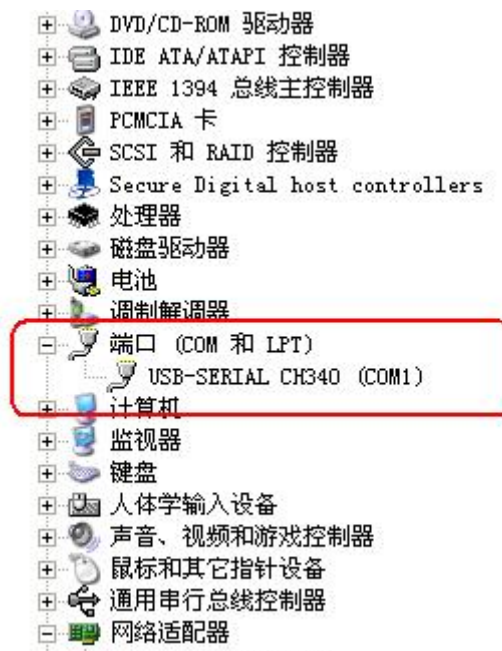 DVD/CD-ROM 驱动器
IDE ATA/ATAPI 控制器
IEEE 1394 总线主控制器
PCMCIA 卡
SCSI 和 RAID 控制器
Secure Digital host controllers
处理器
磁盘驱动器
电池
调制解调器
端口 (COM 和 LPT)
USB-SERIAL CH340 (COM1)
计算机
监视器
键盘
人体学输入设备
声音、视频和游戏控制器
鼠标和其它指针设备
通用串行总线控制器
网络适配器